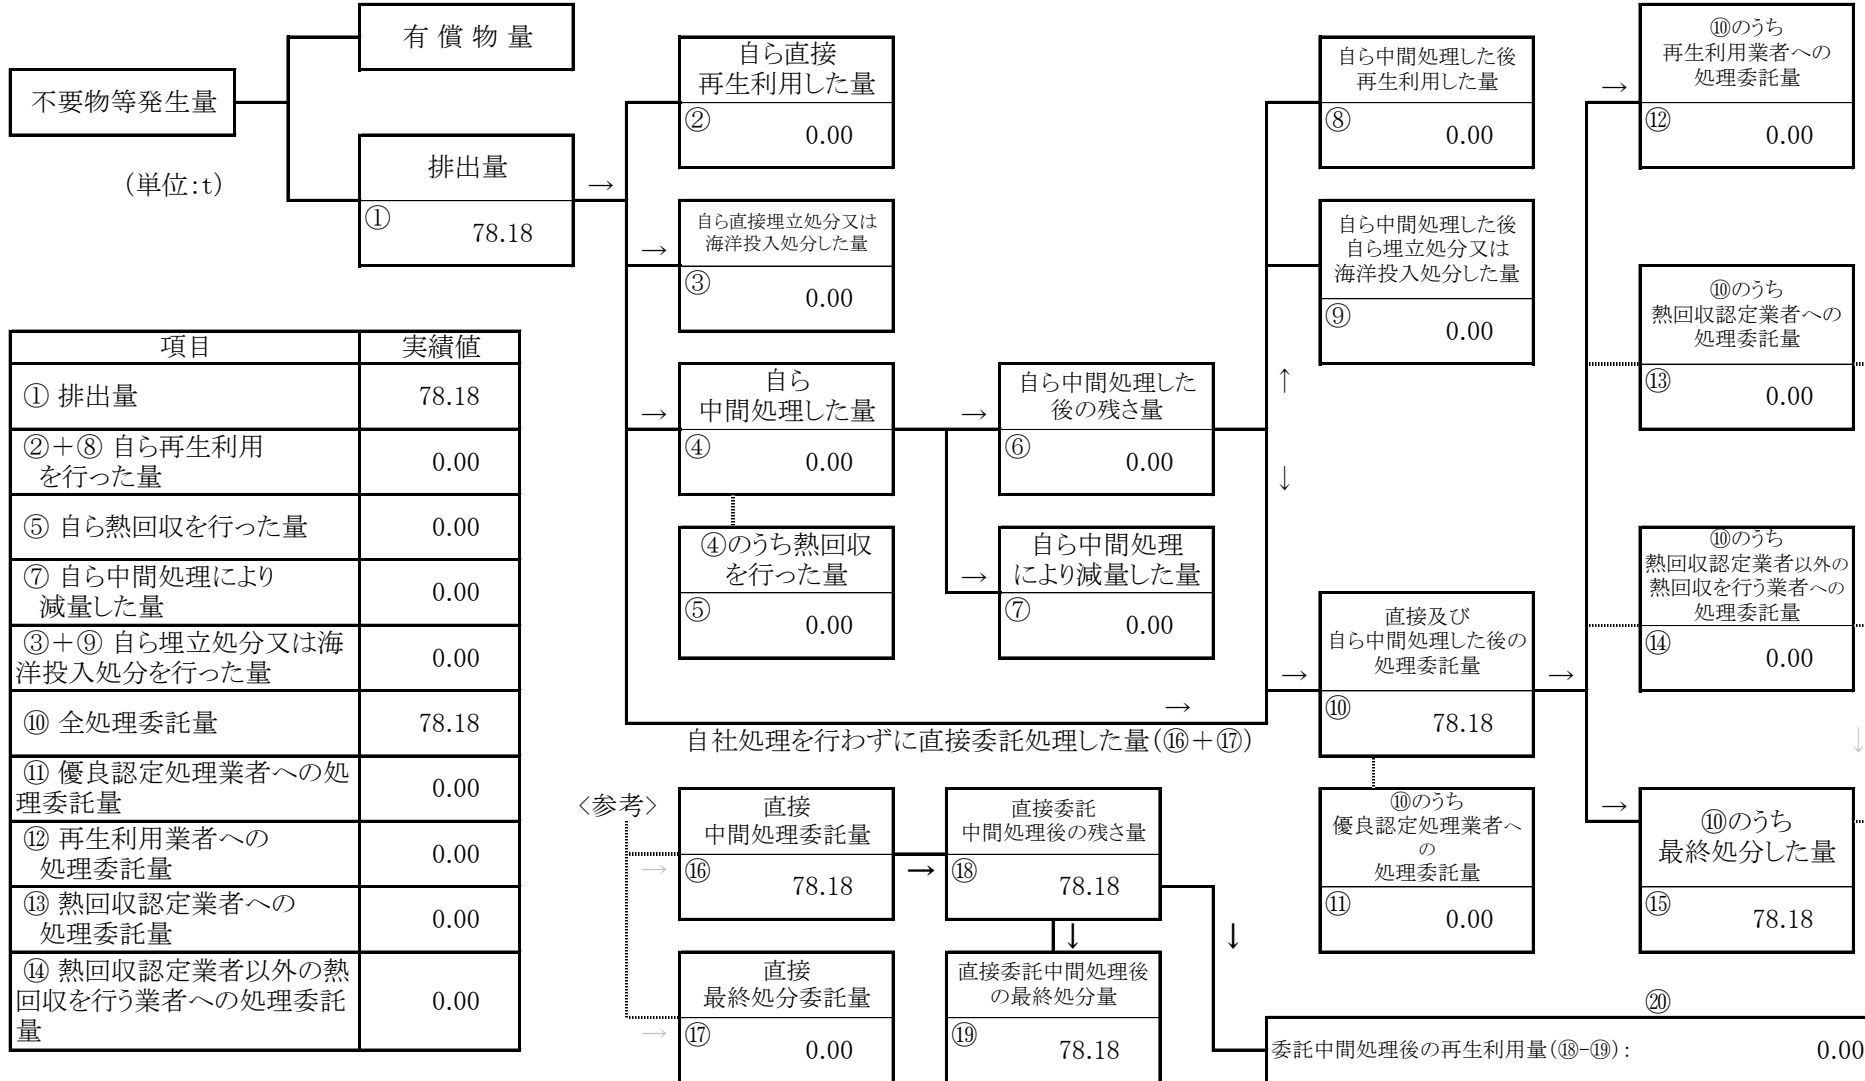 有 償 物 量
不要物等発生量
(単位:t)
排出量
①
78.18
→
自ら直接
再生利用した量
②
0.00
→
自ら直接埋立処分又は
海洋投入処分した量
③
0.00
→
自ら
中間処理した量
④
0.00
④のうち熱回収
を行った量
⑤
0.00
→
自ら中間処理した
後の残さ量
⑥
0.00
→
自ら中間処理
により減量した量
⑦
0.00
↑
↓
自ら中間処理した後
再生利用した量
⑧
0.00
自ら中間処理した後
自ら埋立処分又は
海洋投入処分した量
⑨
0.00
→
自社処理を行わずに直接委託処理した量(⑯+⑰)
→
直接及び
自ら中間処理した後の
処理委託量
⑩
78.18
⑩のうち
優良認定処理業者へ
の
処理委託量
⑪
0.00
→
→
⑩のうち
再生利用業者への
処理委託量
⑫
0.00
⑩のうち
熱回収認定業者への
処理委託量
⑬
0.00
⑩のうち
熱回収認定業者以外の
熱回収を行う業者への
処理委託量
⑭
0.00
↓
→
⑩のうち
最終処分した量
⑮
78.18
項目 実績値
① 排出量 78.18
②+⑧ 自ら再生利用
を行った量 0.00
⑤ 自ら熱回収を行った量 0.00
⑦ 自ら中間処理により
減量した量 0.00
③+⑨ 自ら埋立処分又は海
洋投入処分を行った量 0.00
⑩ 全処理委託量 78.18
⑪ 優良認定処理業者への処
理委託量 0.00
⑫ 再生利用業者への
処理委託量 0.00
⑬ 熱回収認定業者への
処理委託量 0.00
⑭ 熱回収認定業者以外の熱
回収を行う業者への処理委託
量 0.00
〈参考〉
→
直接
中間処理委託量
⑯
78.18
→
直接委託
中間処理後の残さ量
⑱
78.18
↓
↓
→
直接
最終処分委託量
⑰
0.00
直接委託中間処理後
の最終処分量
⑲
78.18
⑳
委託中間処理後の再生利用量(⑱-⑲): 0.00